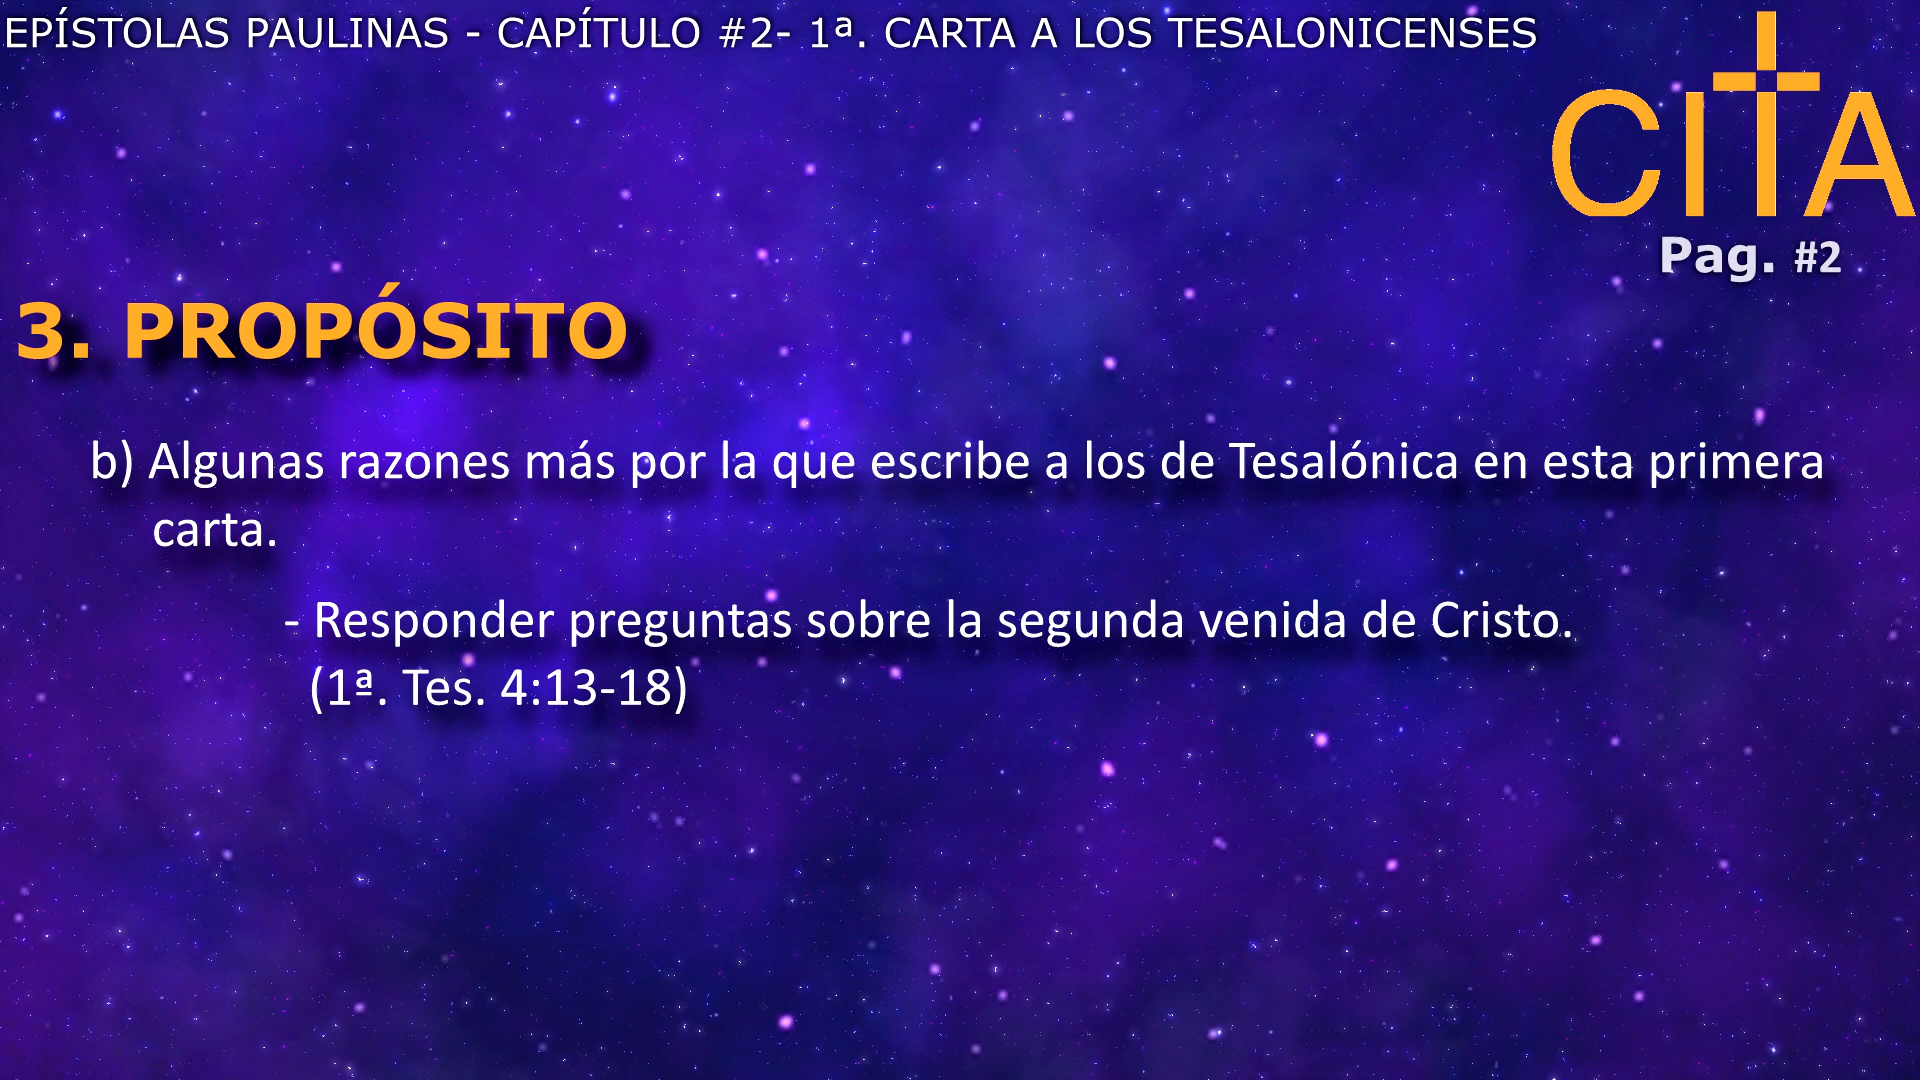 EPÍSTOLAS PAULINAS - CAPÍTULO #2- 1ª. CARTA A LOS TESALONICENSES
CITA
Pag. #2
3. PROPÓSITO
b) Algunas razones más por la que escribe a los de Tesalónica en esta primera
carta.
- Responder preguntas sobre la segunda venida de Cristo.
(1ª. Tes. 4:13-18)